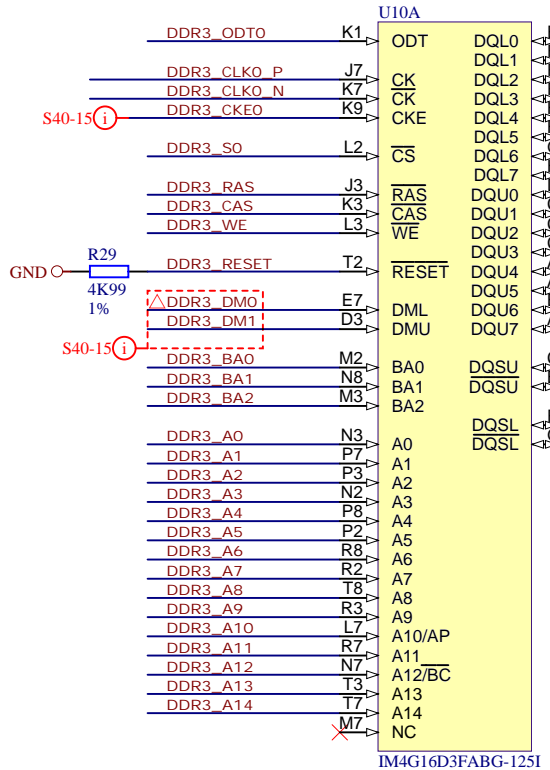 U10A
DDR3_ODT0 K1 ODT DQL0
DQL1
DDR3_CLK0_P J7 CK DQL2
DDR3_CLK0_N K7 CK DQL3
S40-15 i DDR3_CKE0 K9 CKE DQL4
DQL5
DDR3_S0 L2 CS DQL6
DQL7
DDR3_RAS J3 RAS DQU0
DDR3_CAS K3 CAS DQU1
DDR3_WE L3 WE DQU2
DQU3
GND R29 DDR3_RESET T2 RESET DQU4
4K99 DQU5
1% DDR3_DM0 E7 DML DQU6
DDR3_DM1 D3 DMU DQU7
S40-15 i
DDR3_BA0 M2 BA0 DQSU
DDR3_BA1 N8 BA1 DQSU
DDR3_BA2 M3 BA2
DQSL
DDR3_A0 N3 A0 DQSL
DDR3_A1 P7 A1
DDR3_A2 P3 A2
DDR3_A3 N2 A3
DDR3_A4 P8 A4
DDR3_A5 P2 A5
DDR3_A6 R8 A6
DDR3_A7 R2 A7
DDR3_A8 T8 A8
DDR3_A9 R3 A9
DDR3_A10 L7 A10/AP
DDR3_A11 R7 A11
DDR3_A12 N7 A12/BC
DDR3_A13 T3 A13
DDR3_A14 T7 A14
M7 NC
IM4G16D3FABG-125I